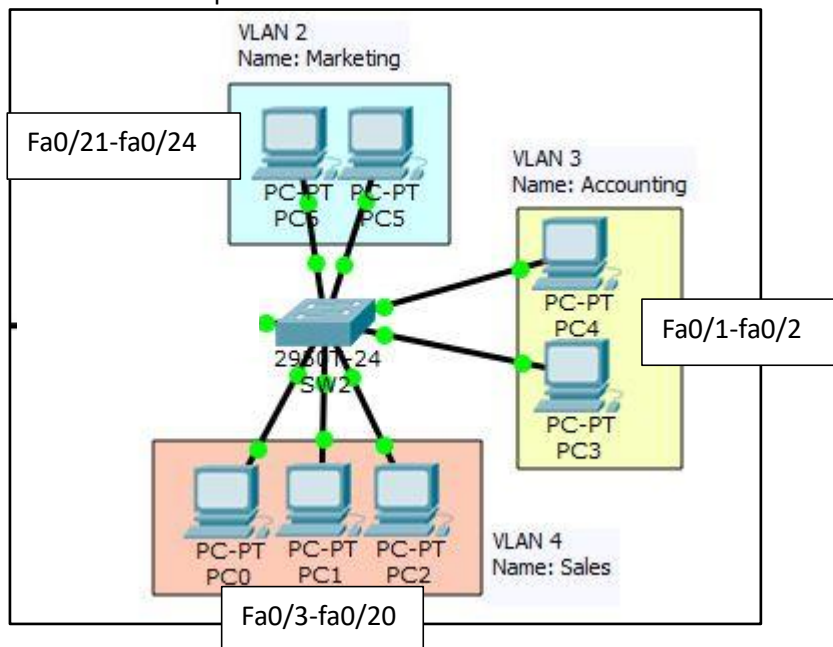 VLAN 2
Name: Marketing
Fa0/21-fa0/24
PC-PT
PC-PT
PC5
VLAN 3
Name: Accounting
PC-PT
PC4
Fa0/1-fa0/2
PC-PT
PC3
SW2
PC-PT
PC-PT
PC-PT
PC0
PC1
PC2
VLAN 4
Name: Sales
Fa0/3-fa0/20